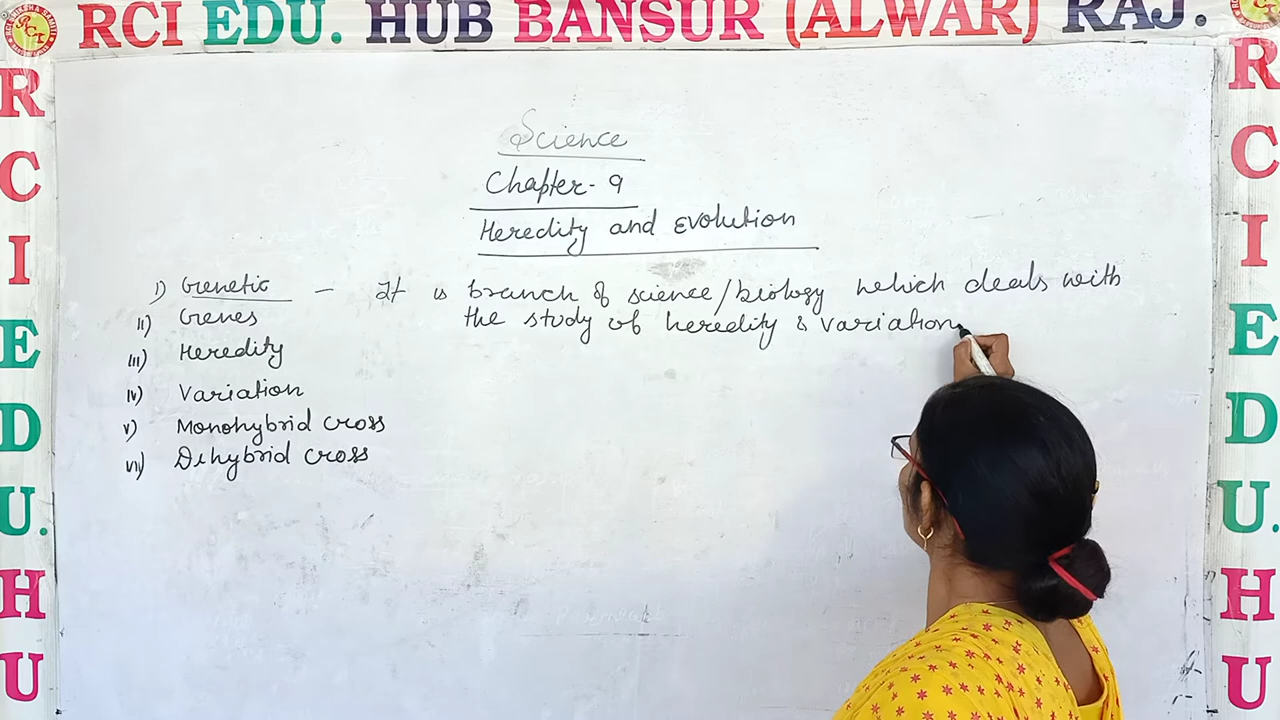 RCI EDU. HUB BANSUR (ALWAR) RAJ.
R
C
I
E
D
U.
H
U
Science
Chapter-9
Heredity and Evolution
I) Genetic - It is branch of science/biology which deals with
the study of heredity & variation
II) Genes
III) Heredity
IV) Variation
V) Monohybrid cross
VII) Dihybrid cross
R
C
I
E
D
U.
H
U